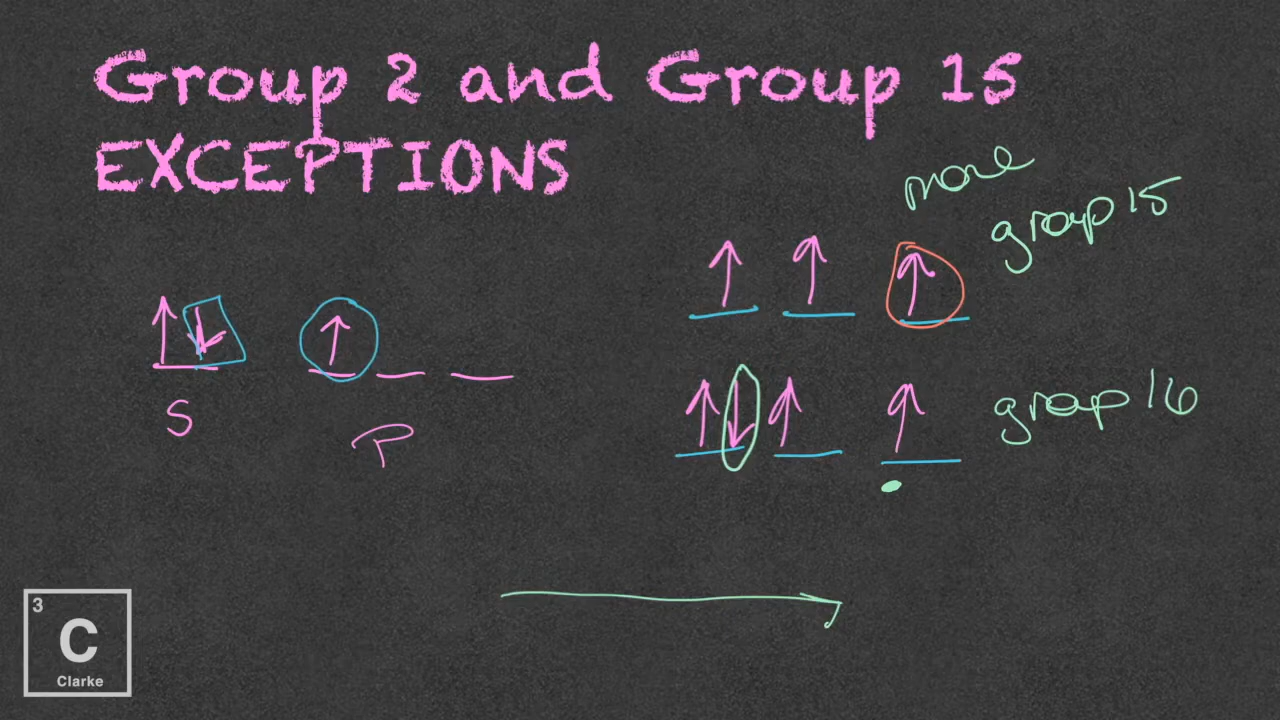 Group 2 and Group 15
EXCEPTIONS
more
group 15
S
P
group 16
3
C
Clarke